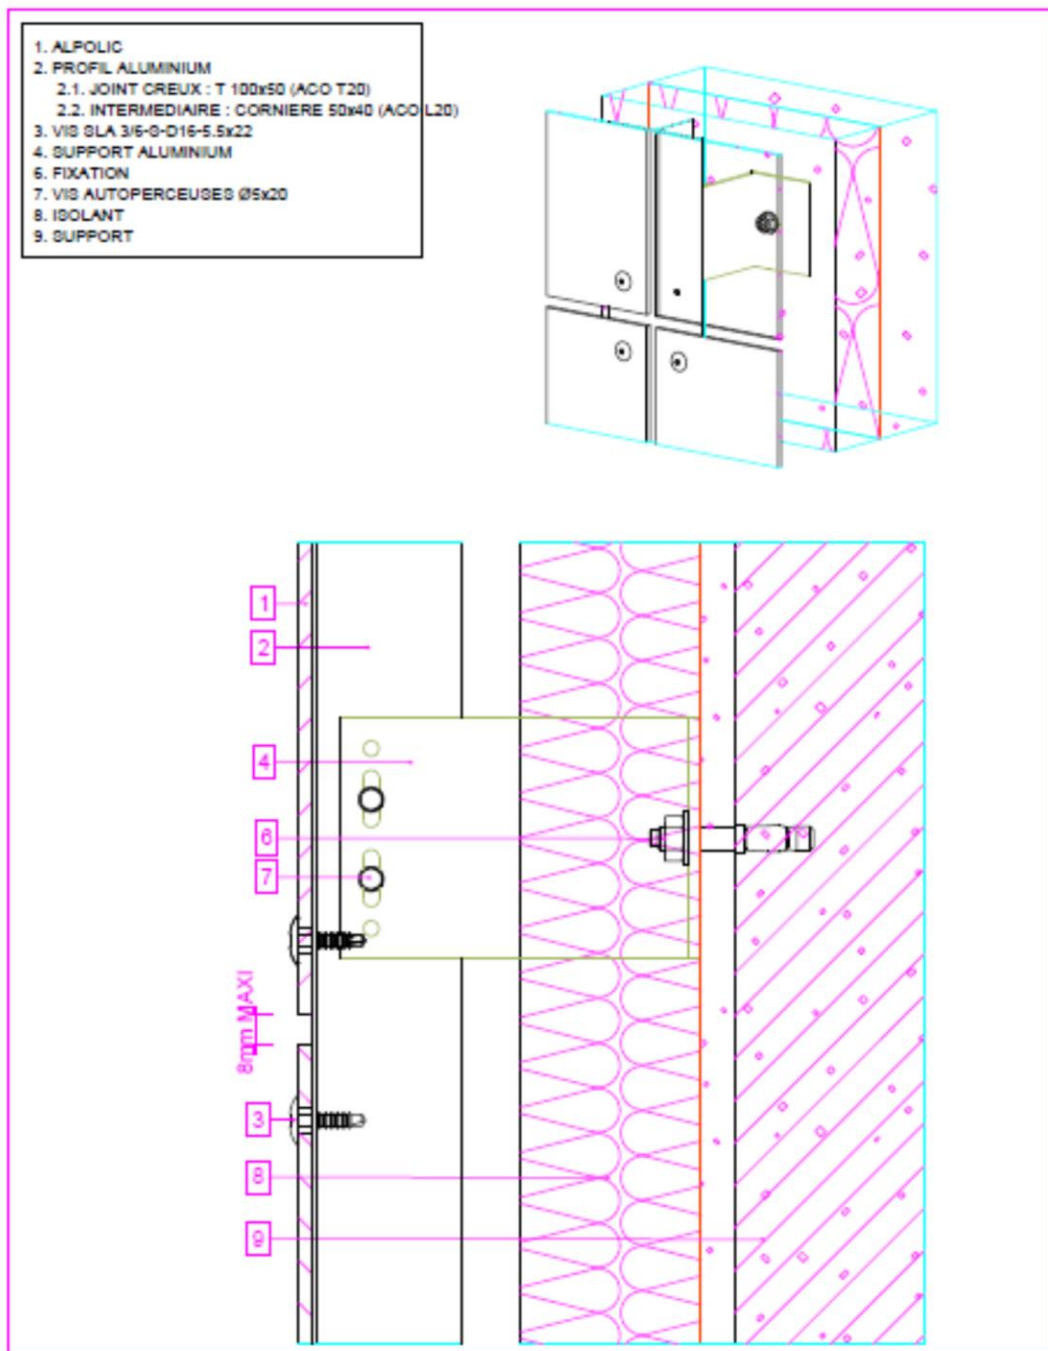 1. ALPOLIC
2. PROFIL ALUMINIUM
2.1. JOINT CREUX : T 100x50 (ACO T20)
2.2. INTERMEDIAIRE : CORNIERE 50x40 (ACO L20)
3. VIS SLA 3/6-S-D16-5.5x22
4. SUPPORT ALUMINIUM
6. FIXATION
7. VIS AUTOPERCEUSES Ø5x20
8. ISOLANT
9. SUPPORT
1
2
4
6
7
8mm MAXI
3
8
9